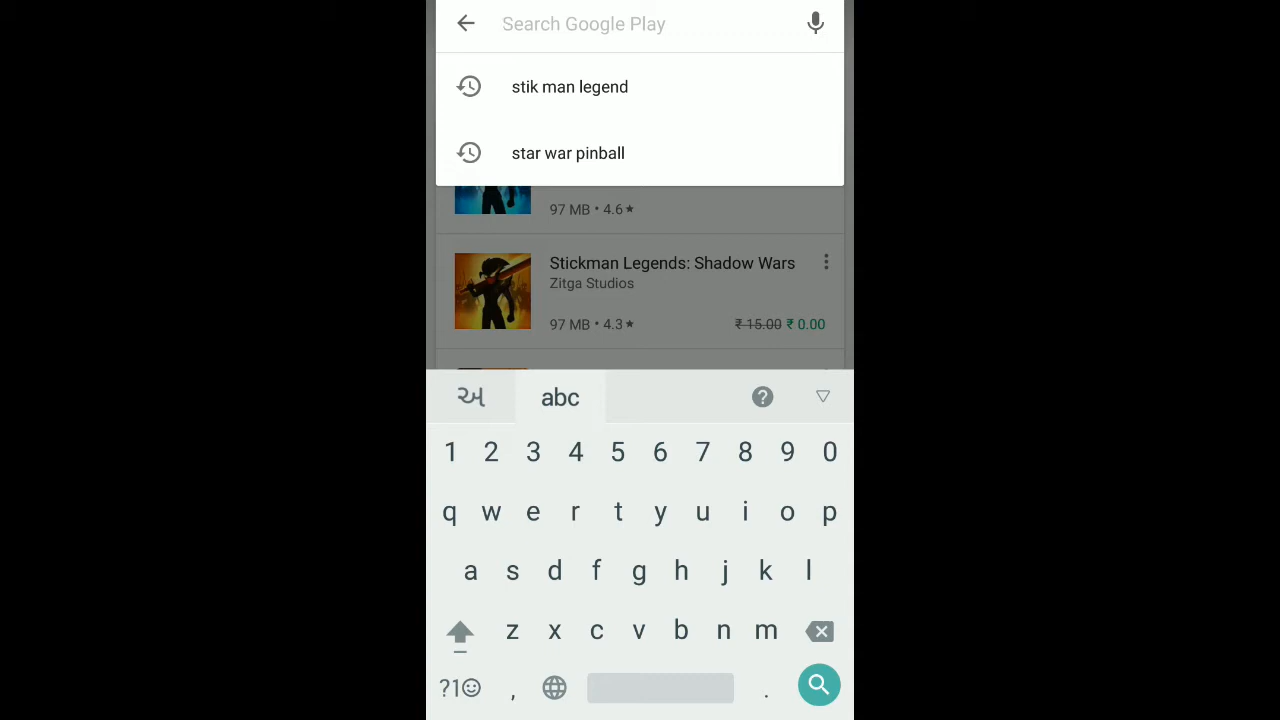 Search Google Play
stik man legend
star war pinball
97 MB • 4.6★
Stickman Legends: Shadow Wars
Zitga Studios
97 MB • 4.3★ ₹ 15.00 ₹ 0.00
અ abc ?
1 2 3 4 5 6 7 8 9 0
q w e r t y u i o p
a s d f g h j k l
z x c v b n m
?1☺ , .